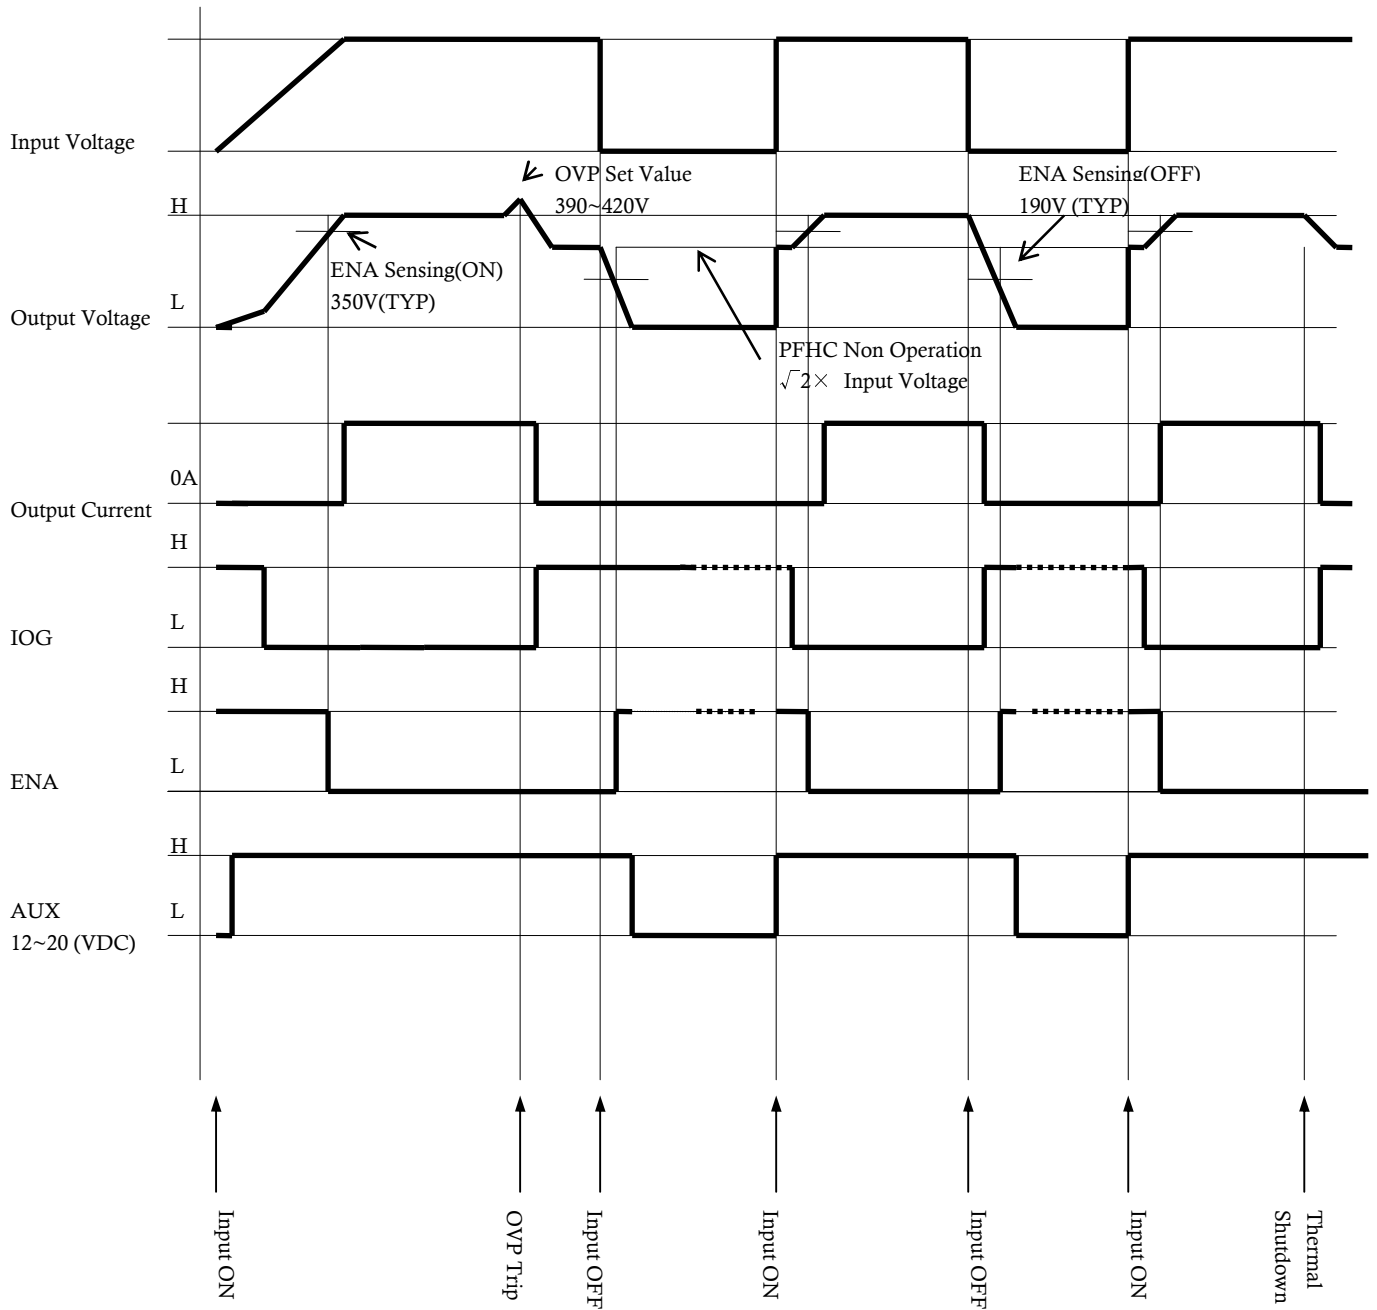 Input Voltage
OVP Set Value
390~420V
ENA Sensing(OFF)
190V (TYP)
H
ENA Sensing(ON)
350V(TYP)
L
Output Voltage
PFHC Non Operation
√2× Input Voltage
0A
Output Current
H
L
IOG
H
L
ENA
H
AUX
L
12~20 (VDC)
Input ON
OVP Trip
Input OFF
Input ON
Input OFF
Input ON
Thermal
Shutdown